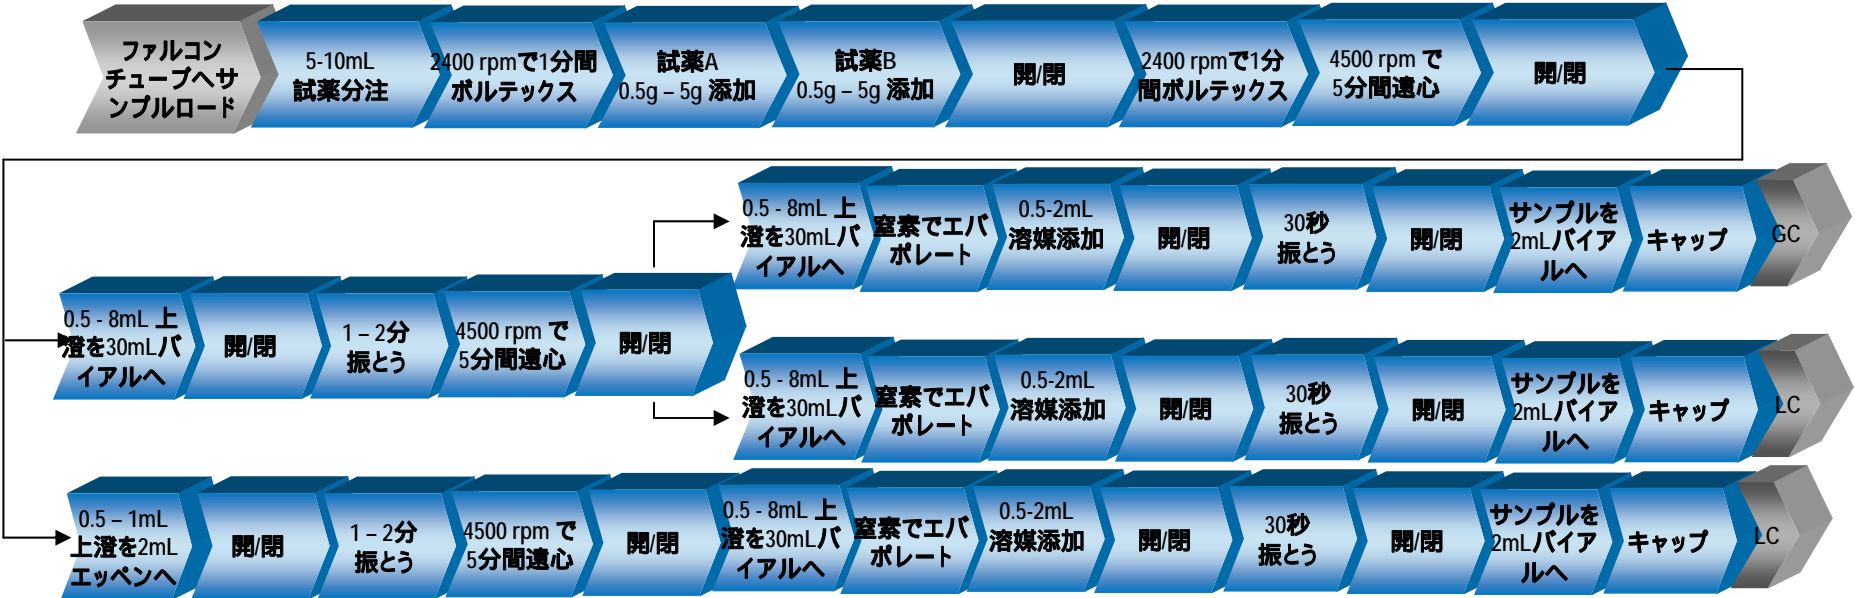 ファルコン
チューブへサ
ンプルロード
5-10mL
試薬分注
2400 rpmで1分間
ボルテックス
試薬A
0.5g – 5g 添加
試薬B
0.5g – 5g 添加
開/閉
2400 rpmで1分
間ボルテックス
4500 rpm で
5分間遠心
開/閉
0.5 - 8mL 上
澄を30mLバ
イアルへ
開/閉
1 – 2分
振とう
4500 rpm で
5分間遠心
開/閉
0.5 - 8mL 上
澄を30mLバ
イアルへ
窒素でエバ
ポレート
0.5-2mL
溶媒添加
開/閉
30秒
振とう
開/閉
サンプルを
2mLバイア
ルへ
キャップ
GC
0.5 - 8mL 上
澄を30mLバ
イアルへ
窒素でエバ
ポレート
0.5-2mL
溶媒添加
開/閉
30秒
振とう
開/閉
サンプルを
2mLバイア
ルへ
キャップ
LC
0.5 – 1mL
上澄を2mL
エッペンへ
開/閉
1 – 2分
振とう
4500 rpm で
5分間遠心
開/閉
0.5 - 8mL 上
澄を30mLバ
イアルへ
窒素でエバ
ポレート
0.5-2mL
溶媒添加
開/閉
30秒
振とう
開/閉
サンプルを
2mLバイア
ルへ
キャップ
LC